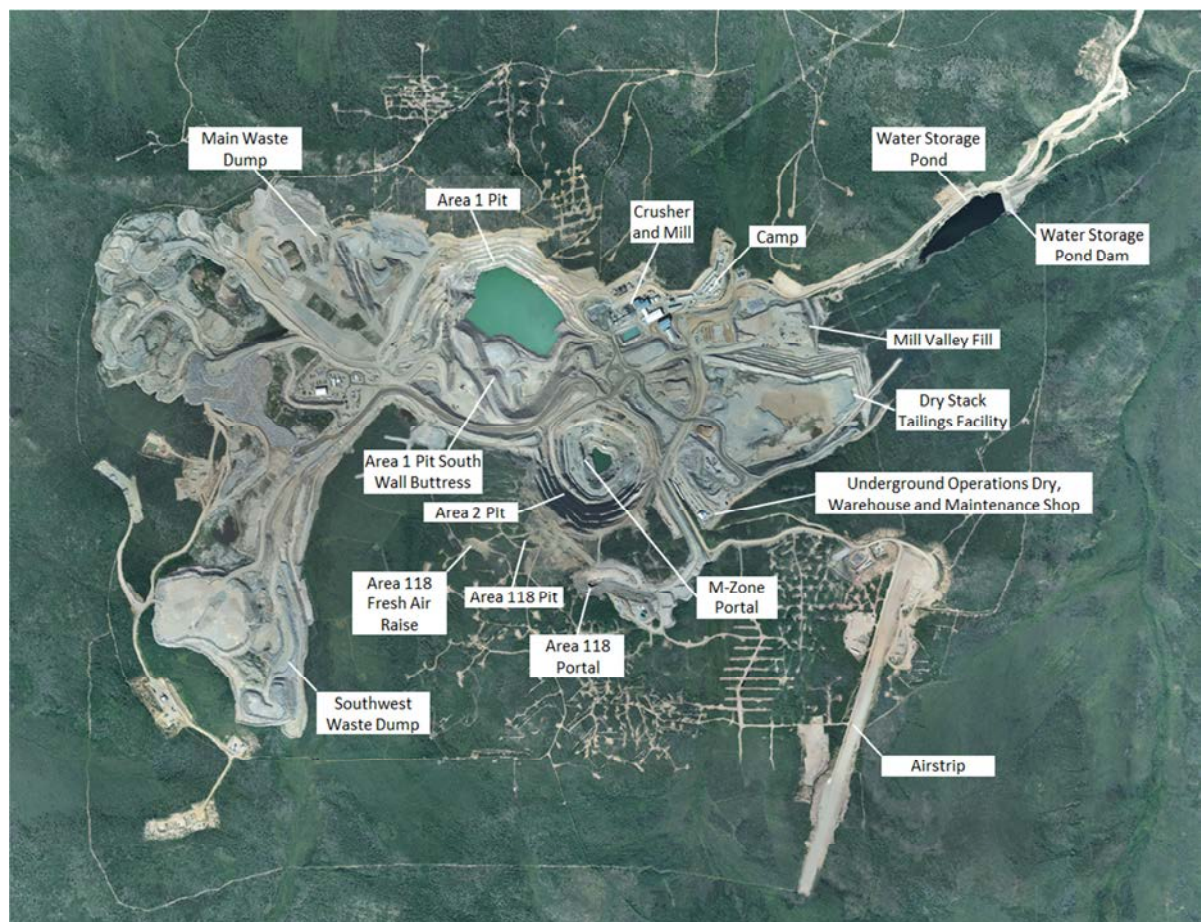 Main Waste
Dump
Area 1 Pit
Crusher
and Mill
Camp
Water Storage
Pond
Water Storage
Pond Dam
Mill Valley Fill
Dry Stack
Tailings Facility
Area 1 Pit South
Wall Buttress
Underground Operations Dry,
Warehouse and Maintenance Shop
Area 2 Pit
Area 118
Fresh Air
Raise
Area 118 Pit
M-Zone
Portal
Area 118
Portal
Southwest
Waste Dump
Airstrip